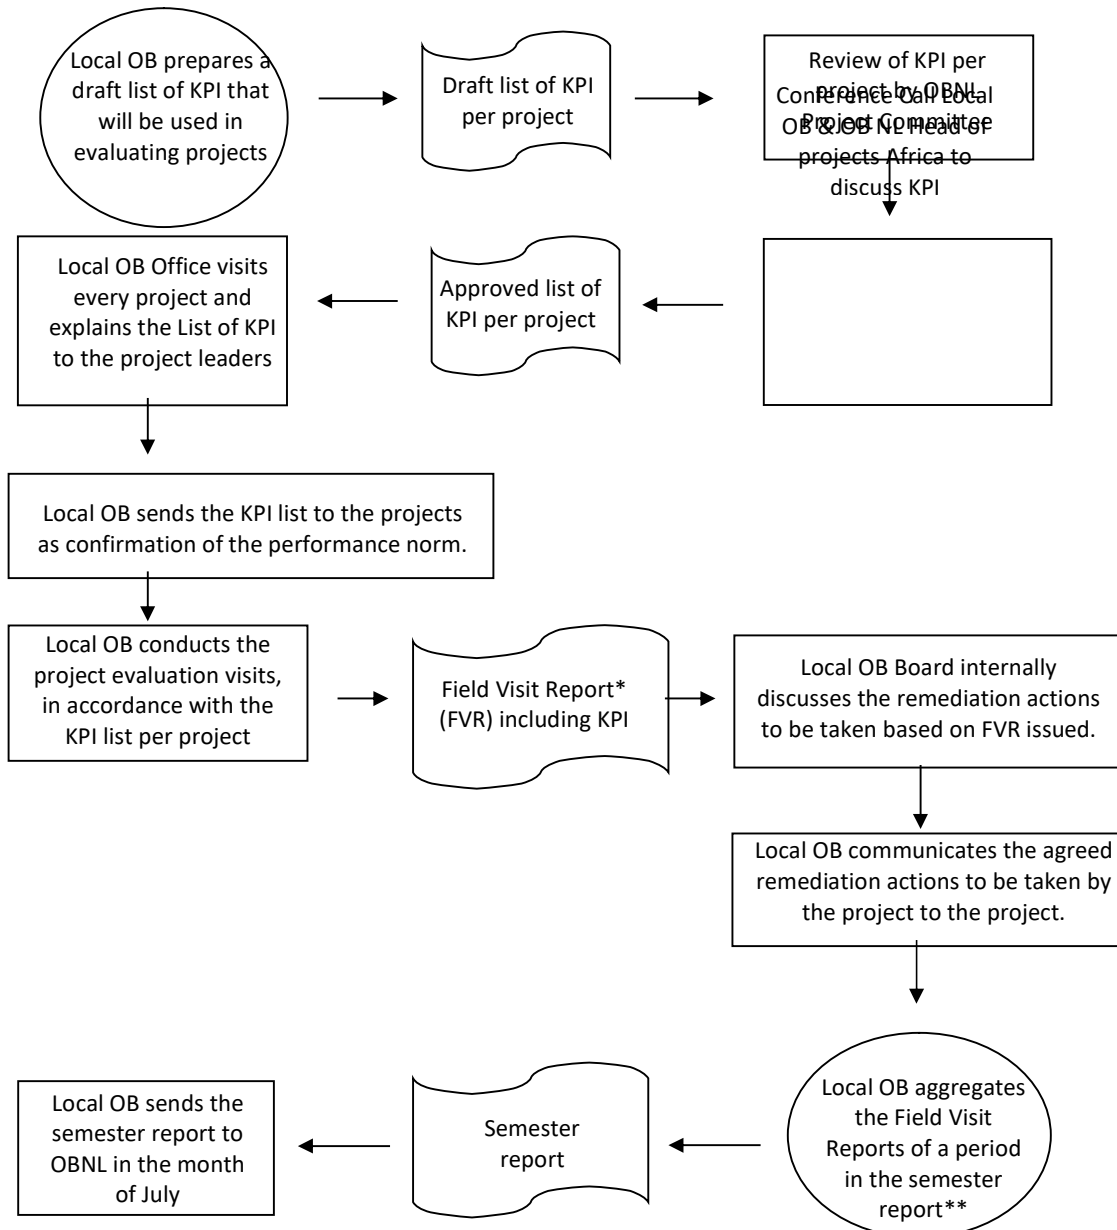 Local OB prepares a
draft list of KPI that
will be used in
evaluating projects
Draft list of KPI
per project
Review of KPI per
project by OBNL
Project Committee
Conference Call Local
OB & OB NL Head of
projects Africa to
discuss KPI
Approved list of
KPI per project
Local OB Office visits
every project and
explains the List of KPI
to the project leaders
Local OB sends the KPI list to the projects
as confirmation of the performance norm.
Local OB conducts the
project evaluation visits,
in accordance with the
KPI list per project
Field Visit Report*
(FVR) including KPI
Local OB Board internally
discusses the remediation actions
to be taken based on FVR issued.
Local OB communicates the agreed
remediation actions to be taken by
the project to the project.
Local OB aggregates
the Field Visit
Reports of a period
in the semester
report**
Semester
report
Local OB sends the
semester report to
OBNL in the month
of July